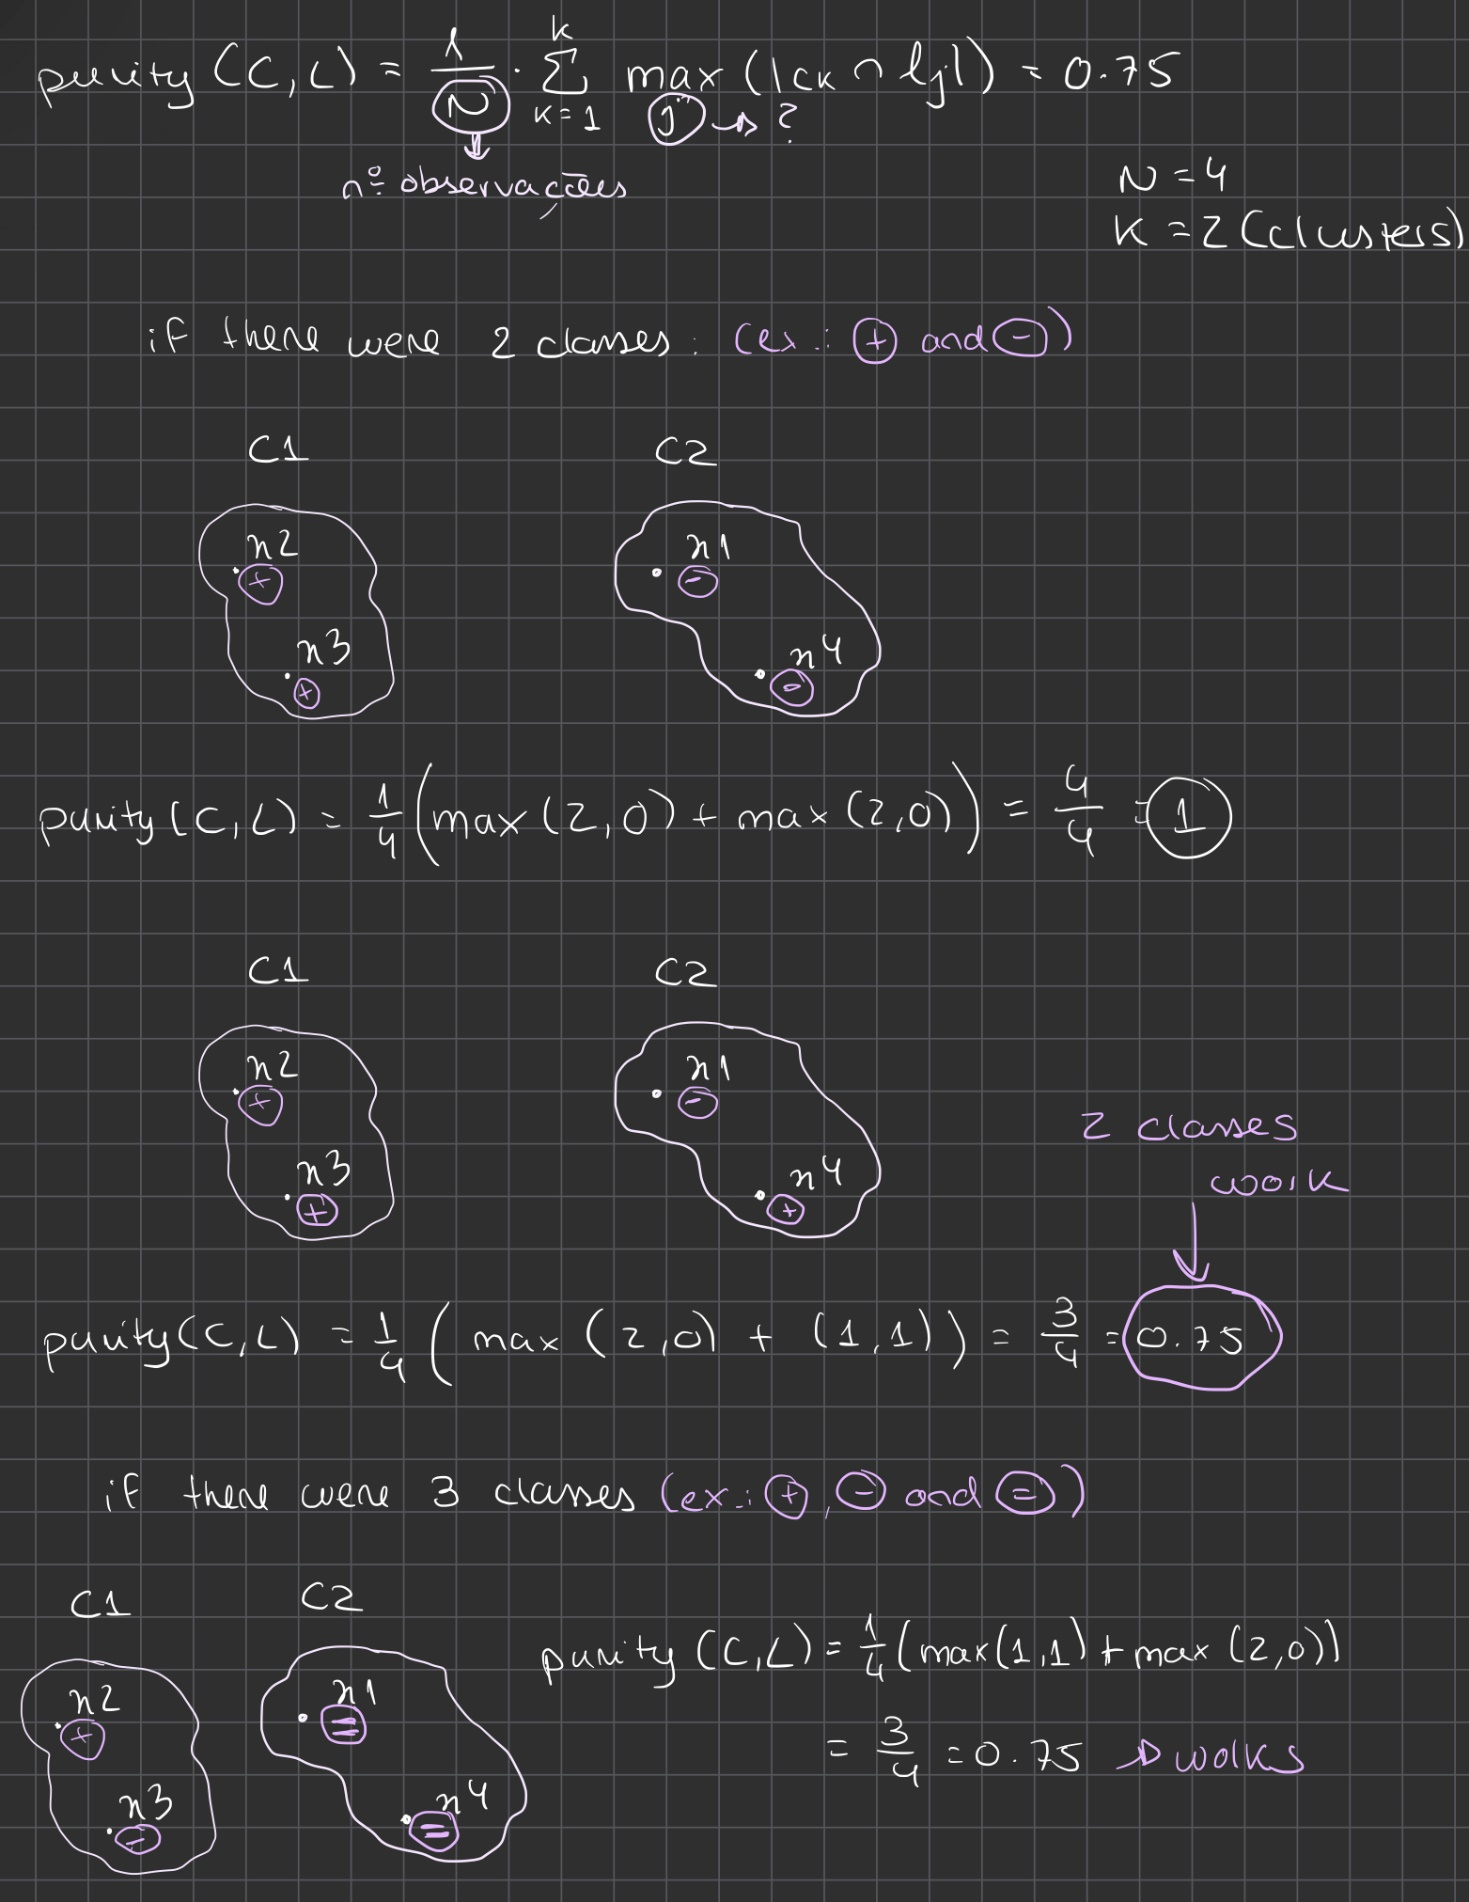 purity (C, L) = 1/N · K Σ K=1 max j (|ck ∩ lj|) = 0.75
j → ?
nº observações
N = 4
K = 2 (clusters)
if there were 2 classes: (ex.: + and -)
C1 C2
x2 x1
+ -
x3 x4
+ -
purity (C, L) = 1/4 (max (2, 0) + max (2,0)) = 4/4 = 1
C1 C2
x2 x1
+ -
x3 x4
+ +
2 classes
work
purity (C, L) = 1/4 ( max (2,0) + (1,1)) = 3/4 = 0.75
if there were 3 classes (ex.: +, - and =)
C1 C2
x2 x1
+ =
x3 x4
- =
purity (C, L) = 1/4 (max(1,1) + max (2,0))
= 3/4 = 0.75 → works